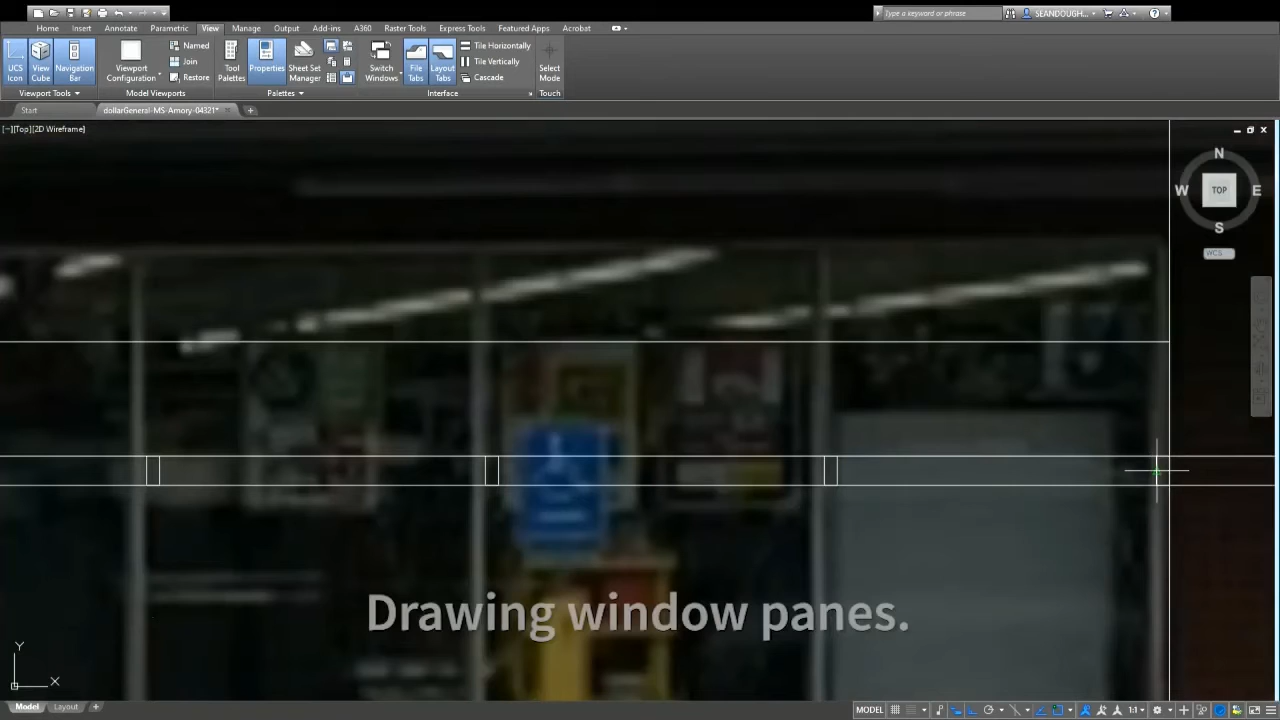 Type a keyword or phrase
SEANDOUGH...
Home Insert Annotate Parametric View Manage Output Add-ins A360 Raster Tools Express Tools Featured Apps Acrobat
UCS Icon
View Cube
Navigation Bar
Viewport Tools
Viewport Configuration
Named
Join
Restore
Model Viewports
Tool Palettes
Properties
Sheet Set Manager
Palettes
Switch Windows
File Tabs
Layout Tabs
Tile Horizontally
Tile Vertically
Cascade
Interface
Select Mode
Touch
Start
dollarGeneral-MS-Amory-04321*
[−][Top][2D Wireframe]
N
W TOP E
S
WCS
Drawing window panes.
Y
X
Model Layout
MODEL
1:1